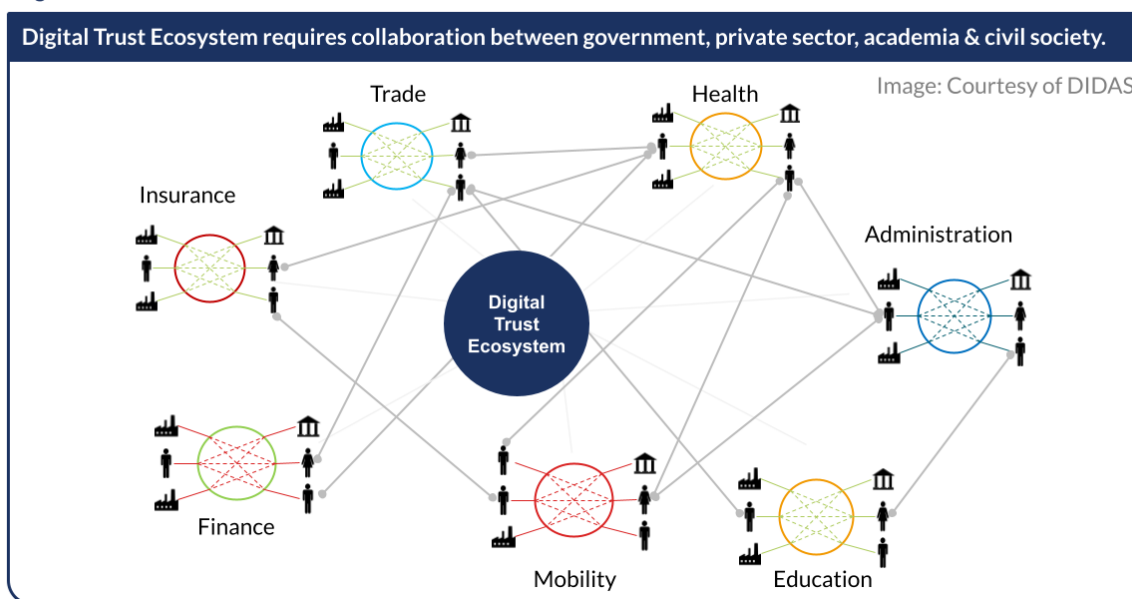 Digital Trust Ecosystem requires collaboration between government, private sector, academia & civil society.
Image: Courtesy of DIDAS
Trade
Health
Insurance
Administration
Digital
Trust
Ecosystem
Finance
Mobility
Education